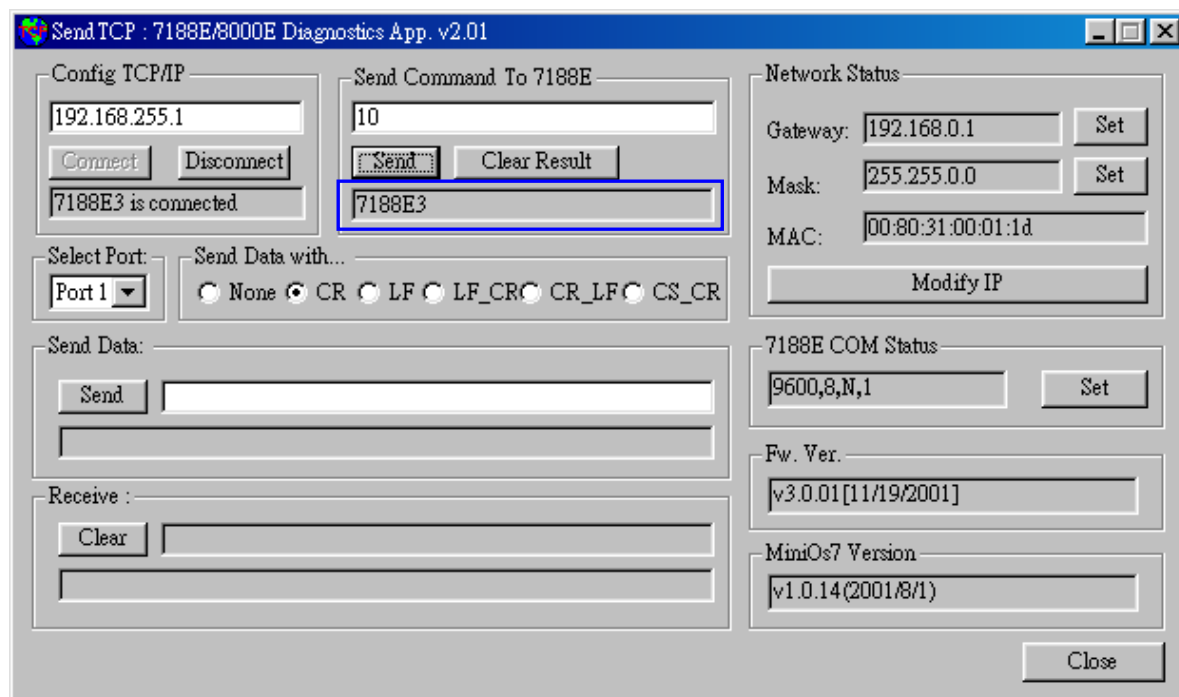 SendTCP : 7188E/8000E Diagnostics App. v2.01
Config TCP/IP
192.168.255.1
Connect Disconnect
7188E3 is connected
Send Command To 7188E
10
Send Clear Result
7188E3
Network Status
Gateway: 192.168.0.1 Set
Mask: 255.255.0.0 Set
MAC: 00:80:31:00:01:1d
Modify IP
Select Port:
Port 1
Send Data with...
None CR LF LF_CR CR_LF CS_CR
Send Data:
Send
7188E COM Status
9600,8,N,1 Set
Receive :
Clear
Fw. Ver.
v3.0.01[11/19/2001]
MiniOs7 Version
v1.0.14(2001/8/1)
Close